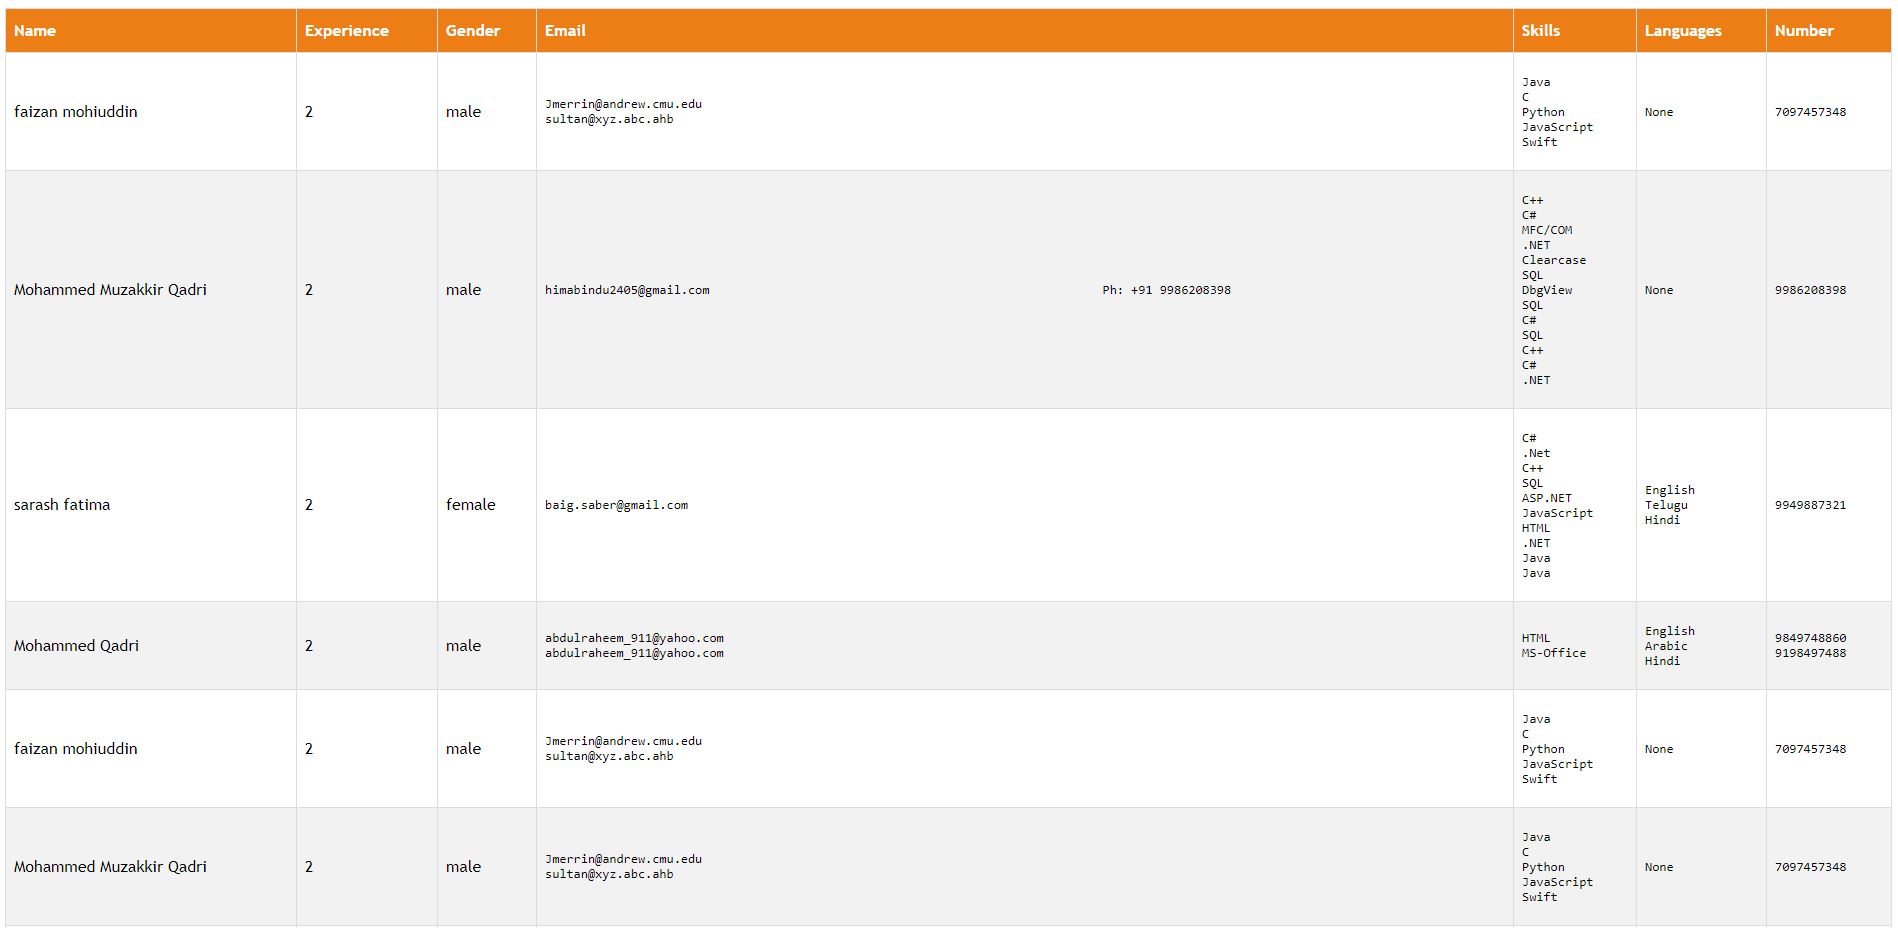 Name Experience Gender Email Skills Languages Number
faizan mohiuddin 2 male
Jmerrin@andrew.cmu.edu
sultan@xyz.abc.ahb
Java
C
Python
JavaScript
Swift
None
7097457348
Mohammed Muzakkir Qadri 2 male
himabindu2405@gmail.com Ph: +91 9986208398
C++
C#
MFC/COM
.NET
Clearcase
SQL
DbgView
SQL
C#
SQL
C++
C#
.NET
None
9986208398
sarash fatima 2 female
baig.saber@gmail.com
C#
.Net
C++
SQL
ASP.NET
JavaScript
HTML
.NET
Java
Java
English
Telugu
Hindi
9949887321
Mohammed Qadri 2 male
abdulraheem_911@yahoo.com
abdulraheem_911@yahoo.com
HTML
MS-Office
English
Arabic
Hindi
9849748860
9198497488
faizan mohiuddin 2 male
Jmerrin@andrew.cmu.edu
sultan@xyz.abc.ahb
Java
C
Python
JavaScript
Swift
None
7097457348
Mohammed Muzakkir Qadri 2 male
Jmerrin@andrew.cmu.edu
sultan@xyz.abc.ahb
Java
C
Python
JavaScript
Swift
None
7097457348